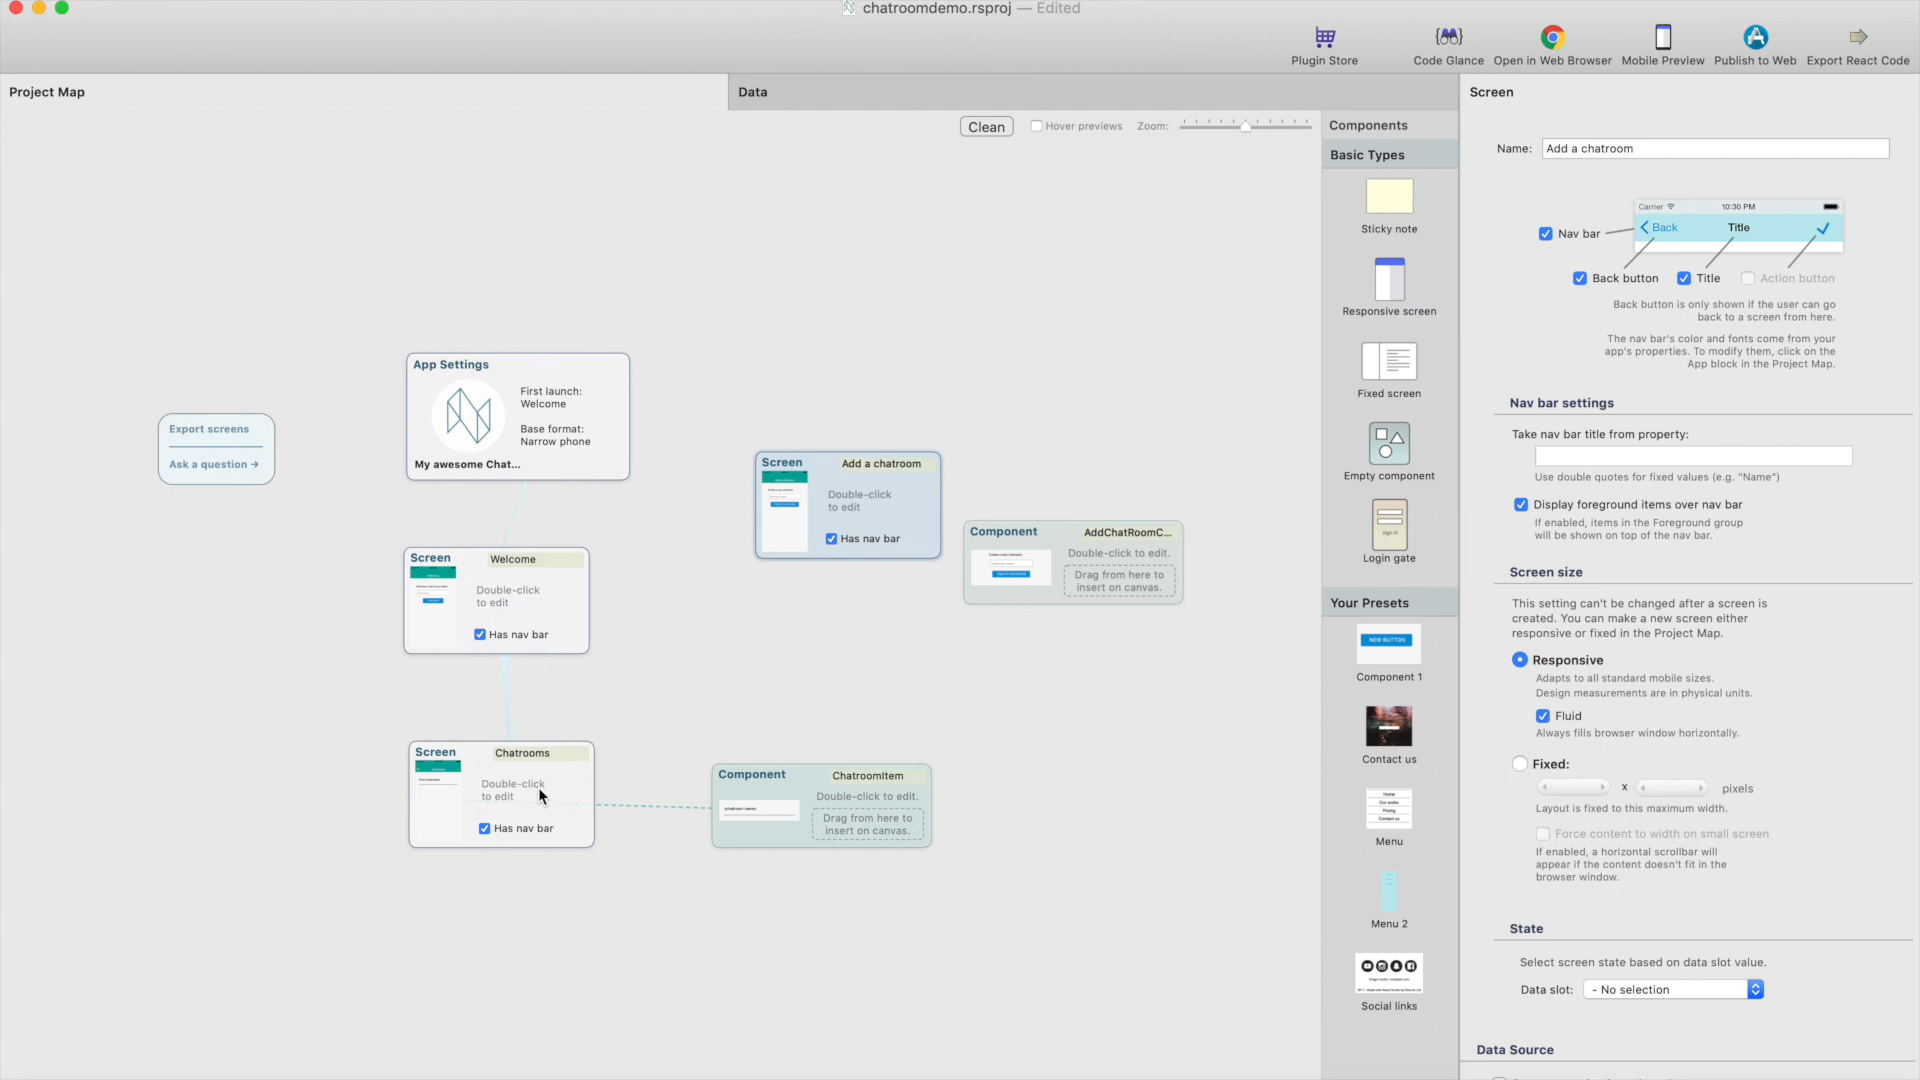 chatroomdemo.rsproj — Edited
Plugin Store
Code Glance
Open in Web Browser
Mobile Preview
Publish to Web
Export React Code
Project Map
Data
Screen
Clean
Hover previews
Zoom:
Components
Basic Types
Sticky note
Responsive screen
Fixed screen
Empty component
sign in
Login gate
Your Presets
NEW BUTTON
Component 1
Contact us
Home
Our works
Pricing
Contact us
Menu
Menu 2
Social links
Export screens
Ask a question →
App Settings
First launch:
Welcome
Base format:
Narrow phone
My awesome Chat...
Screen
Welcome
Double-click
to edit
Has nav bar
Screen
Chatrooms
Double-click
to edit
Has nav bar
Screen
Add a chatroom
Double-click
to edit
Has nav bar
Component
AddChatRoomC...
Double-click to edit.
Drag from here to
insert on canvas.
Component
ChatroomItem
Double-click to edit.
Drag from here to
insert on canvas.
Name:
Add a chatroom
Carrier
10:30 PM
Back
Title
Nav bar
Back button
Title
Action button
Back button is only shown if the user can go
back to a screen from here.
The nav bar's color and fonts come from your
app's properties. To modify them, click on the
App block in the Project Map.
Nav bar settings
Take nav bar title from property:
Use double quotes for fixed values (e.g. "Name")
Display foreground items over nav bar
If enabled, items in the Foreground group
will be shown on top of the nav bar.
Screen size
This setting can't be changed after a screen is
created. You can make a new screen either
responsive or fixed in the Project Map.
Responsive
Adapts to all standard mobile sizes.
Design measurements are in physical units.
Fluid
Always fills browser window horizontally.
Fixed:
x
pixels
Layout is fixed to this maximum width.
Force content to width on small screen
If enabled, a horizontal scrollbar will
appear if the content doesn't fit in the
browser window.
State
Select screen state based on data slot value.
Data slot:
- No selection
Data Source